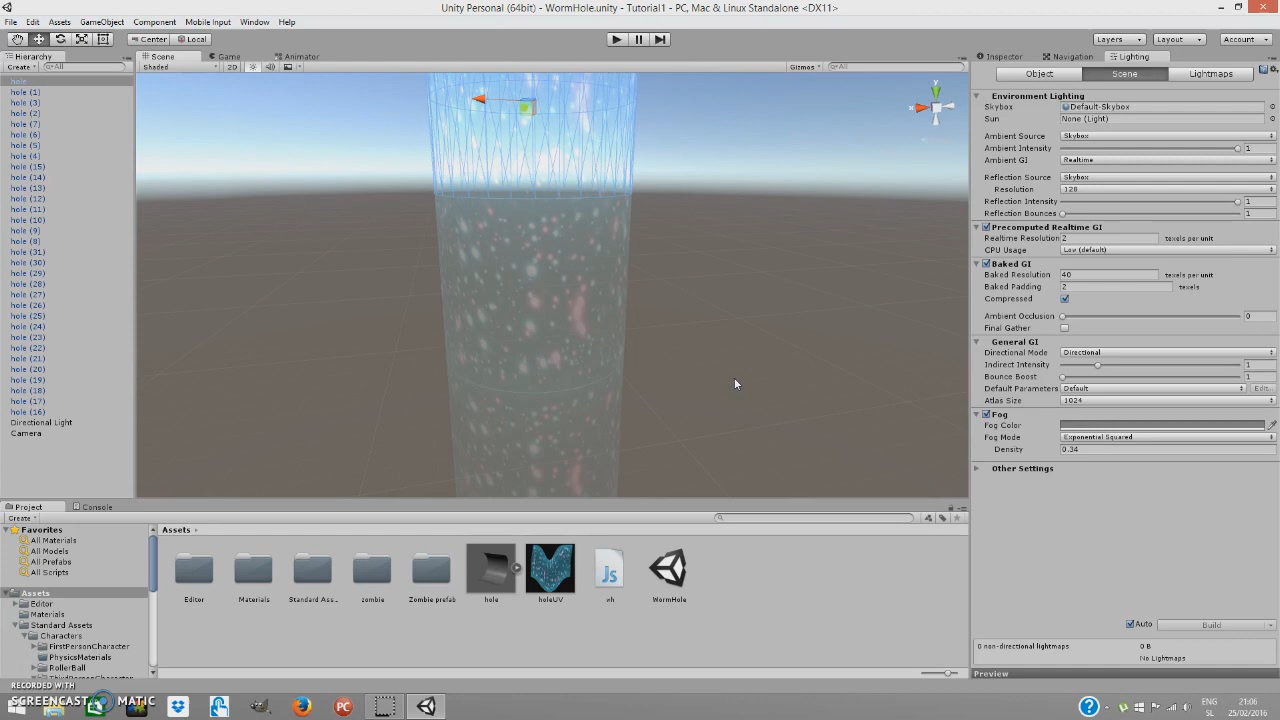 Unity Personal (64bit) - WormHole.unity - Tutorial1 - PC, Mac & Linux Standalone <DX11>
File Edit Assets GameObject Component Mobile Input Window Help
Center Local Layers Layout Account
Hierarchy Scene Game Animator Inspector Navigation Lighting
Create All Shaded 2D Gizmos All
Object Scene Lightmaps
hole
hole (1)
hole (3)
hole (2)
hole (7)
hole (6)
hole (5)
hole (4)
hole (15)
hole (14)
hole (13)
hole (12)
hole (11)
hole (10)
hole (9)
hole (8)
hole (31)
hole (30)
hole (29)
hole (28)
hole (27)
hole (26)
hole (25)
hole (24)
hole (23)
hole (22)
hole (21)
hole (20)
hole (19)
hole (18)
hole (17)
hole (16)
Directional Light
Camera
y
x
Environment Lighting
Skybox Default-Skybox
Sun None (Light)
Ambient Source Skybox
Ambient Intensity 1
Ambient GI Realtime
Reflection Source Skybox
Resolution 128
Reflection Intensity 1
Reflection Bounces 1
Precomputed Realtime GI
Realtime Resolution 2 texels per unit
CPU Usage Low (default)
Baked GI
Baked Resolution 40 texels per unit
Baked Padding 2 texels
Compressed
Ambient Occlusion 0
Final Gather
General GI
Directional Mode Directional
Indirect Intensity 1
Bounce Boost 1
Default Parameters Default Edit...
Atlas Size 1024
Fog
Fog Color
Fog Mode Exponential Squared
Density 0.34
Other Settings
Auto Build
0 non-directional lightmaps 0 B
No Lightmaps
Preview
Project Console
Create
Favorites
All Materials
All Models
All Prefabs
All Scripts
Assets
Editor
Materials
Standard Assets
Characters
FirstPersonCharacter
PhysicsMaterials
RollerBall
ThirdPersonCharacter
Assets
Editor Materials Standard Ass... zombie Zombie prefab hole holeUV wh WormHole
Js
RECORDED WITH
SCREENCAST MATIC
PC
?
ENG
SL
21:06
25/02/2016